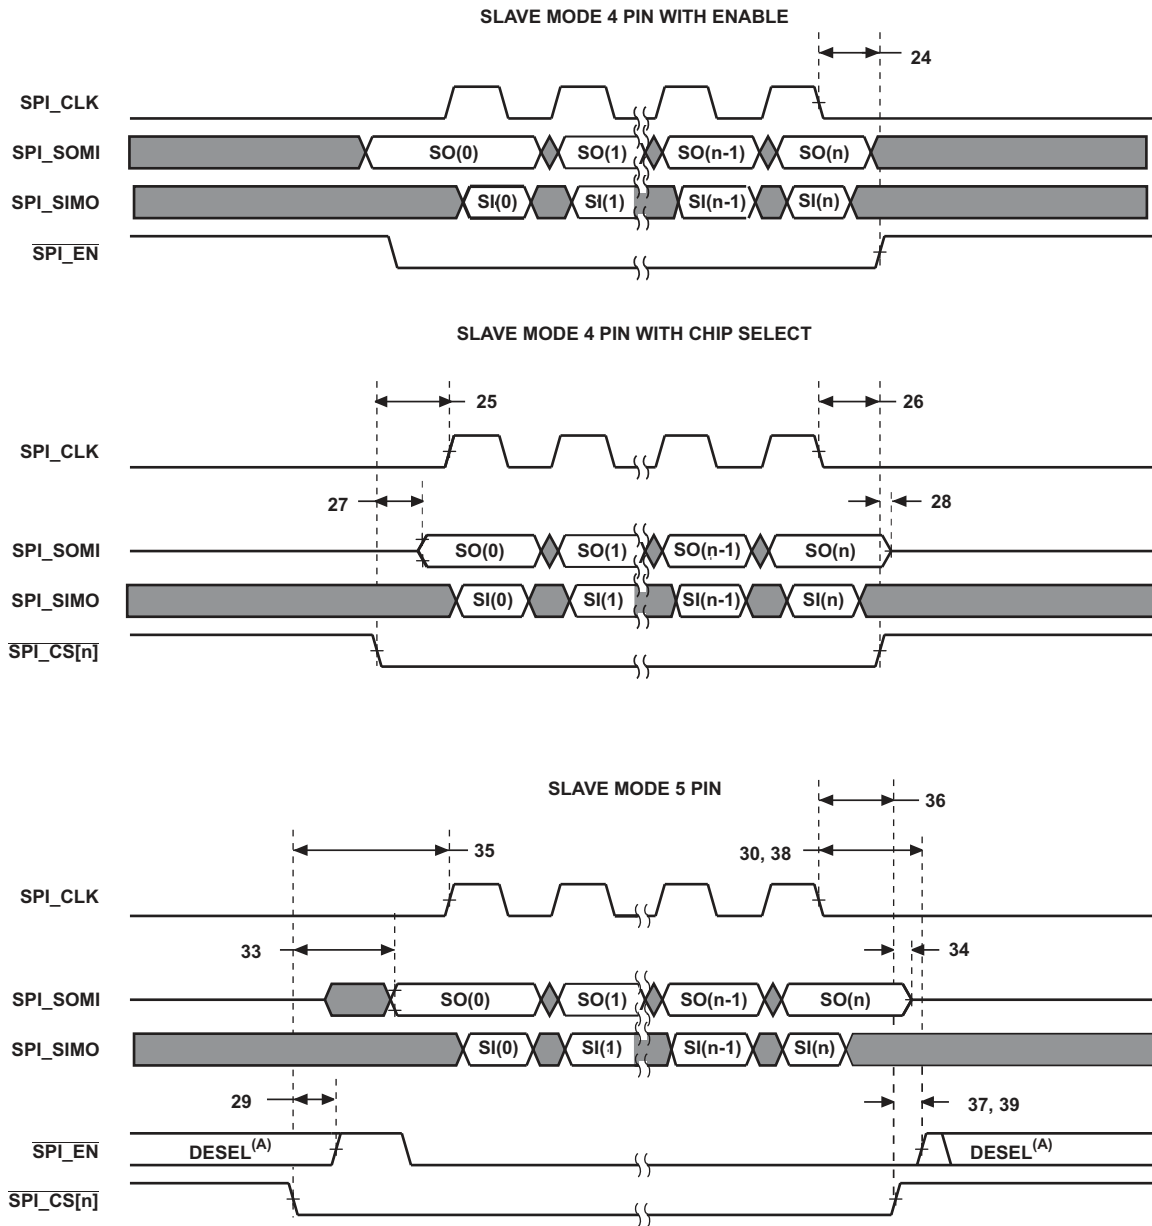 SLAVE MODE 4 PIN WITH ENABLE
24
SPI_CLK
SPI_SOMI SO(0) SO(1) SO(n-1) SO(n)
SPI_SIMO SI(0) SI(1) SI(n-1) SI(n)
SPI_EN
SLAVE MODE 4 PIN WITH CHIP SELECT
25 26
SPI_CLK
27 28
SPI_SOMI SO(0) SO(1) SO(n-1) SO(n)
SPI_SIMO SI(0) SI(1) SI(n-1) SI(n)
SPI_CS[n]
SLAVE MODE 5 PIN
36
35 30, 38
SPI_CLK
33 34
SPI_SOMI SO(0) SO(1) SO(n-1) SO(n)
SPI_SIMO SI(0) SI(1) SI(n-1) SI(n)
29 37, 39
SPI_EN DESEL(A) DESEL(A)
SPI_CS[n]